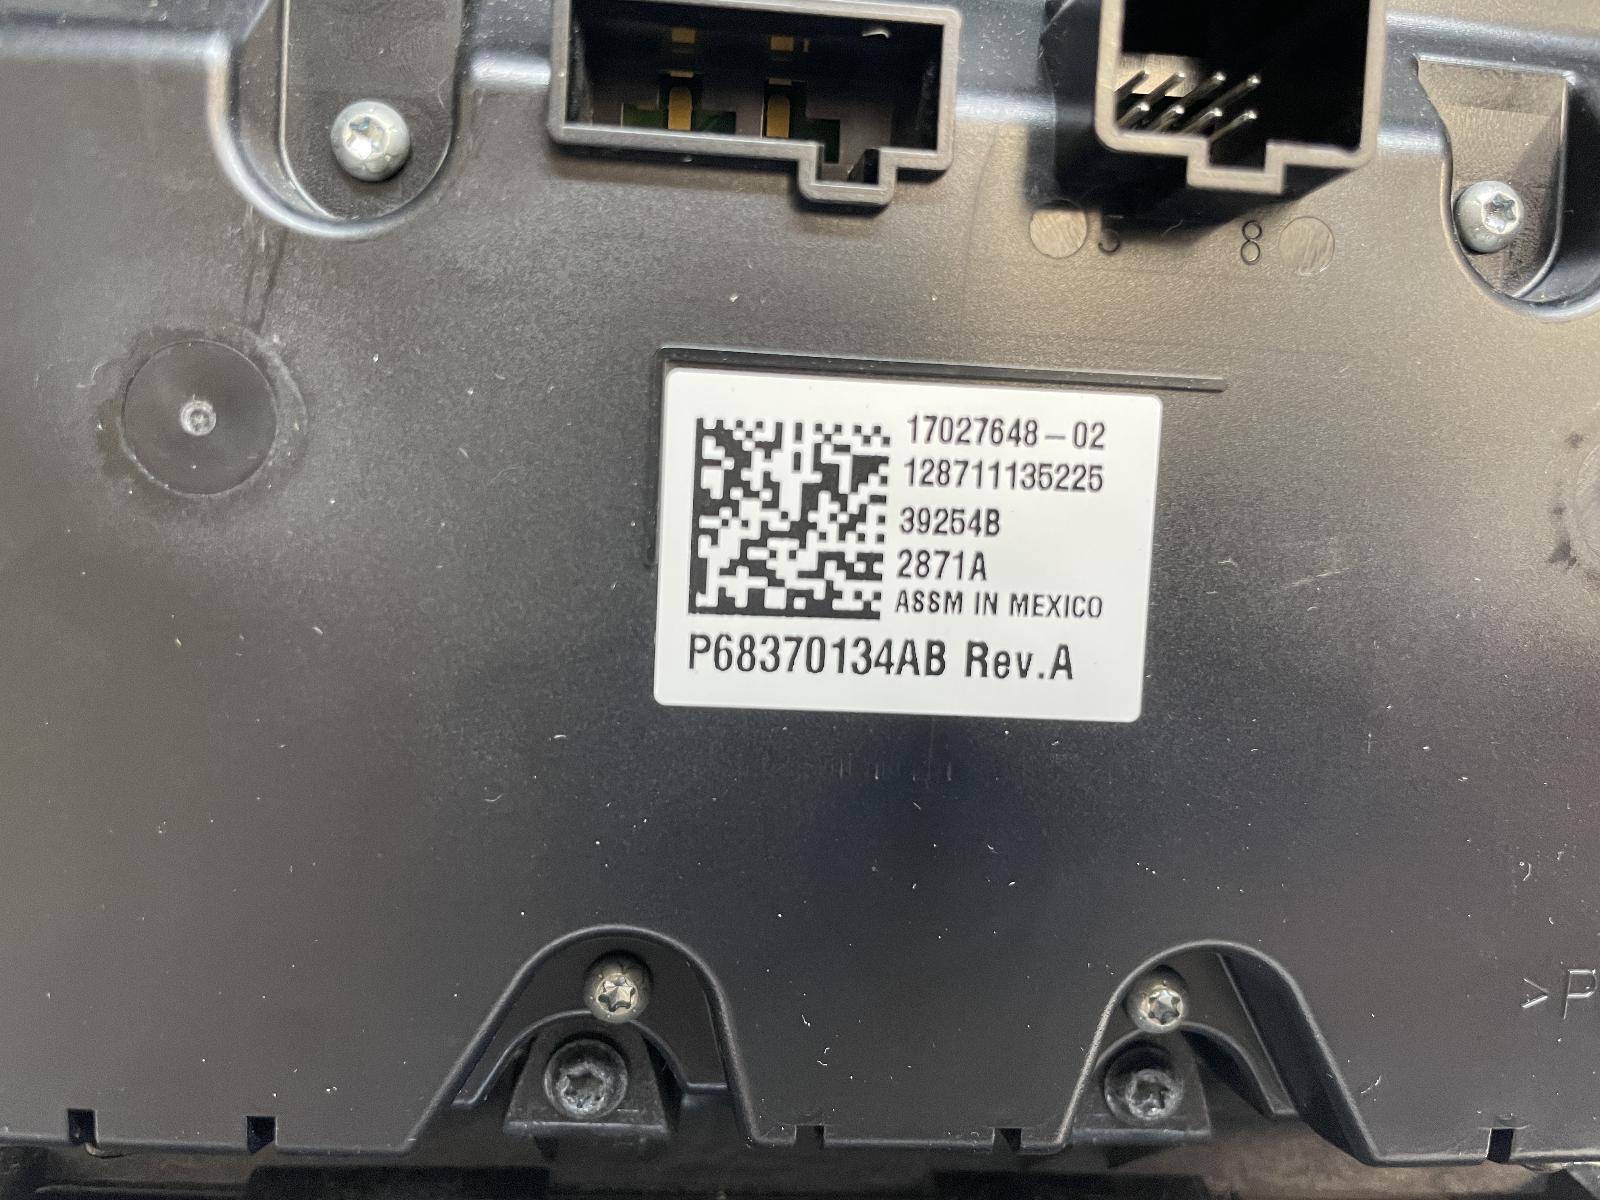 5 8
17027648-02
128711135225
39254B
2871A
ASSM IN MEXICO
P68370134AB Rev.A
>P